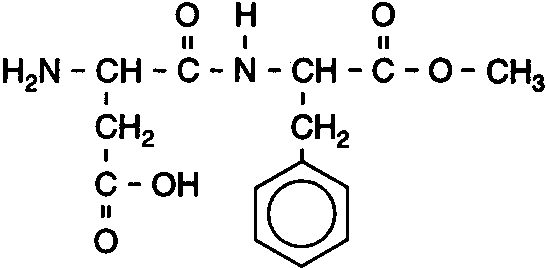 O H O
H₂N - CH - C - N - CH - C - O - CH₃
CH₂ CH₂
C - OH
O